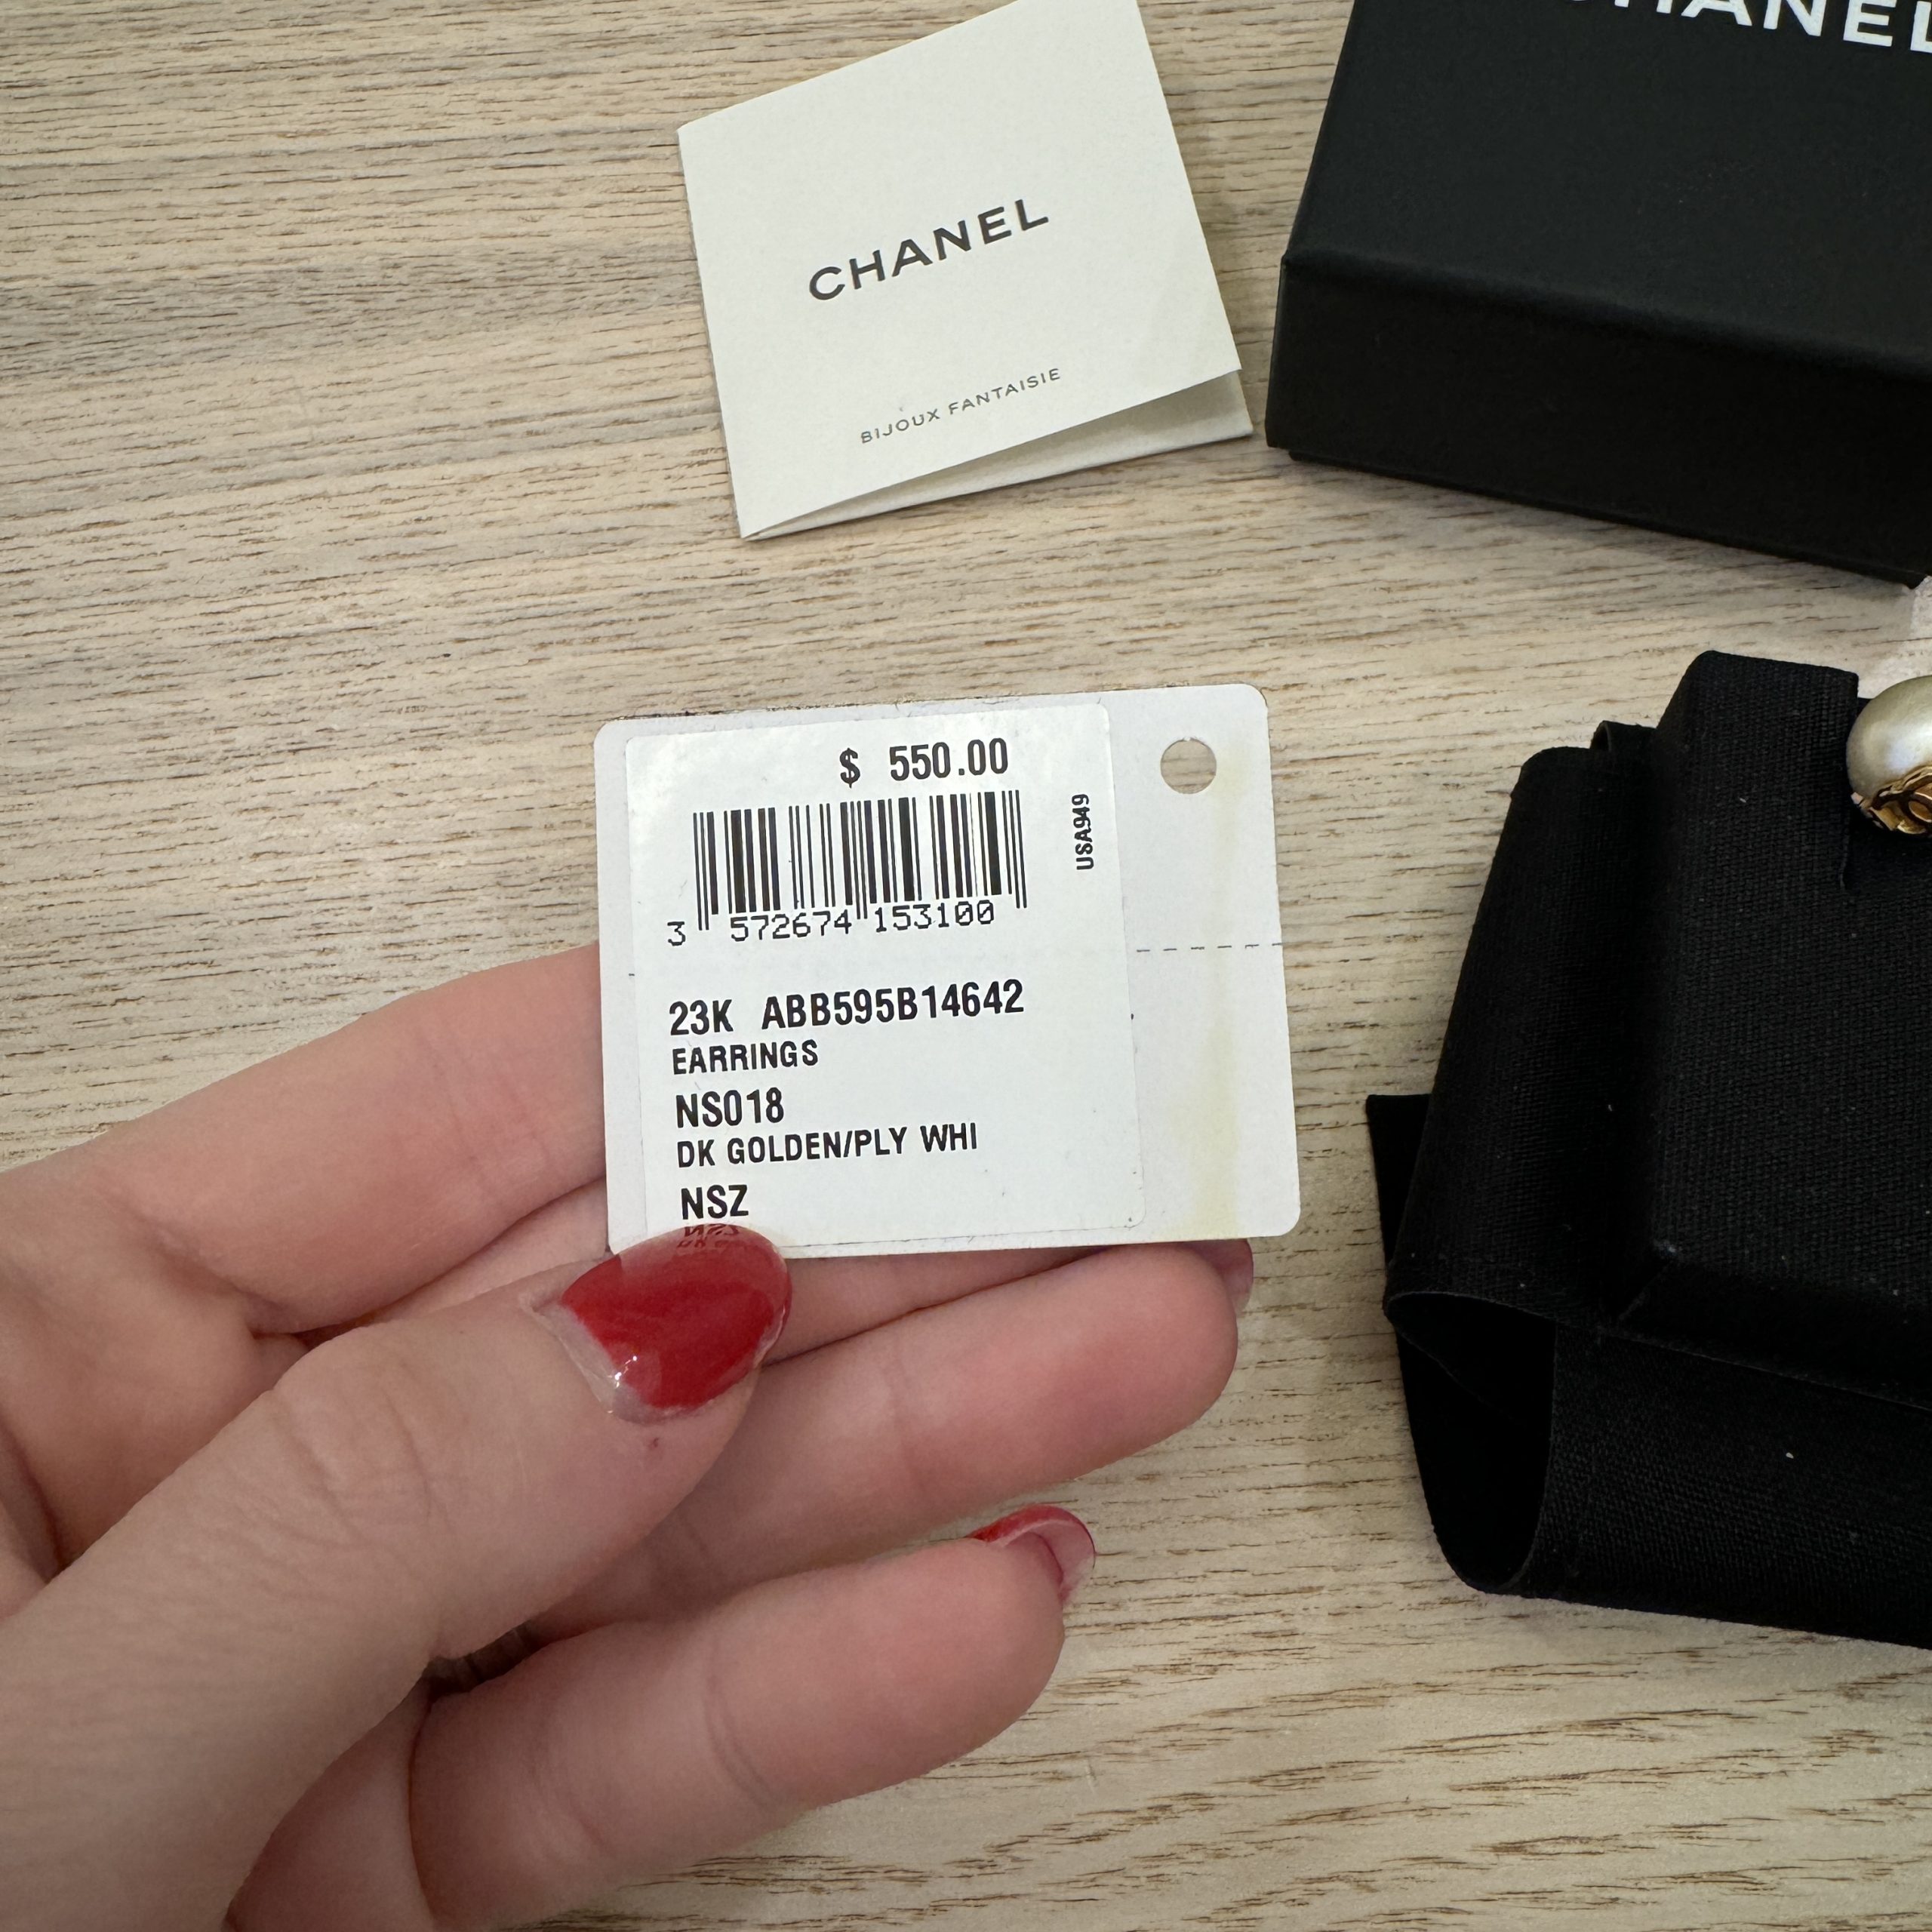 CHANEL
CHANEL
BIJOUX FANTAISIE
$ 550.00
USA949
3 572674 153100
23K ABB595B14642
EARRINGS
NS018
DK GOLDEN/PLY WHI
NSZ